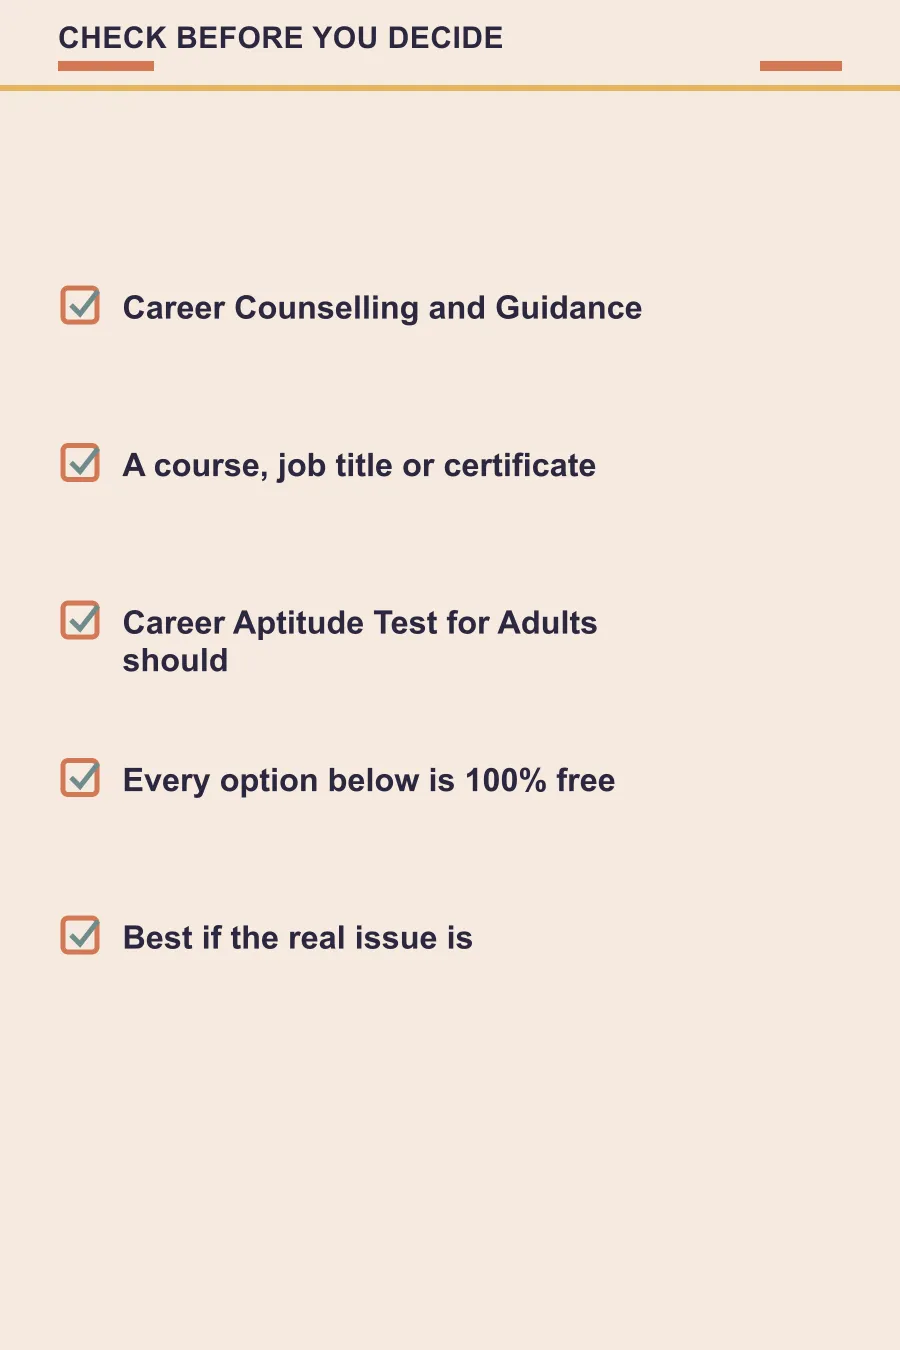 CHECK BEFORE YOU DECIDE
Career Counselling and Guidance
A course, job title or certificate
Career Aptitude Test for Adults
should
Every option below is 100% free
Best if the real issue is